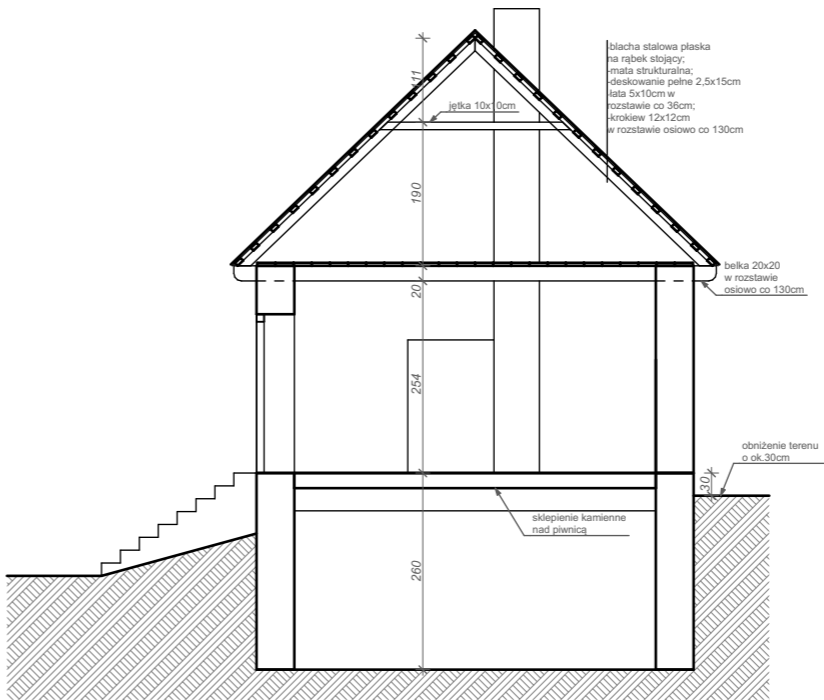 -blacha stalowa płaska
na rąbek stojący;
-mata strukturalna;
-deskowanie pełne 2,5x15cm
-łata 5x10cm w
rozstawie co 36cm;
-krokiew 12x12cm
w rozstawie osiowo co 130cm
jętka 10x10cm
190
belka 20x20
w rozstawie
osiowo co 130cm
20
254
obniżenie terenu
o ok.30cm
30
sklepienie kamienne
nad piwnicą
260